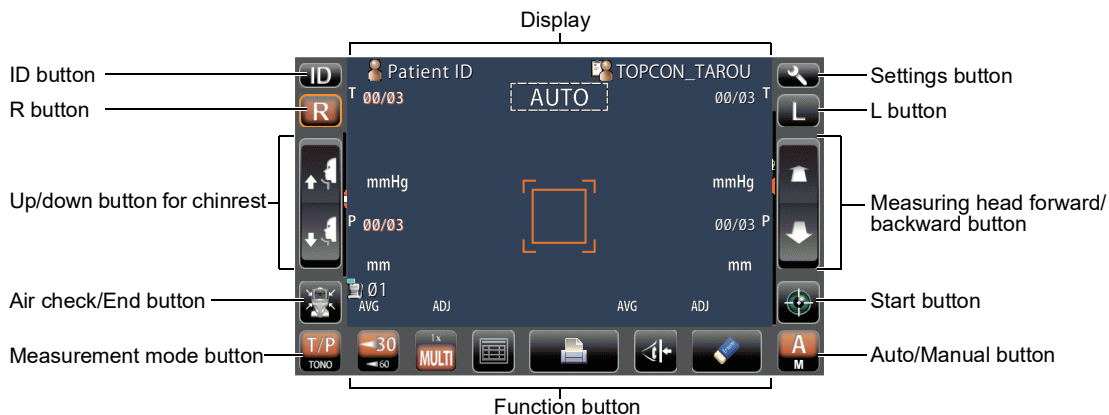 Display
ID button
ID
Patient ID
TOPCON_TAROU
Settings button
R button
R
T
00/03
AUTO
00/03
T
L
L button
Up/down button for chinrest
mmHg
mmHg
Measuring head forward/
backward button
P
00/03
00/03
P
mm
mm
01
AVG
ADJ
AVG
ADJ
Air check/End button
Start button
Measurement mode button
T/P
TONO
30
60
1x
MULTI
A
M
Auto/Manual button
Function button